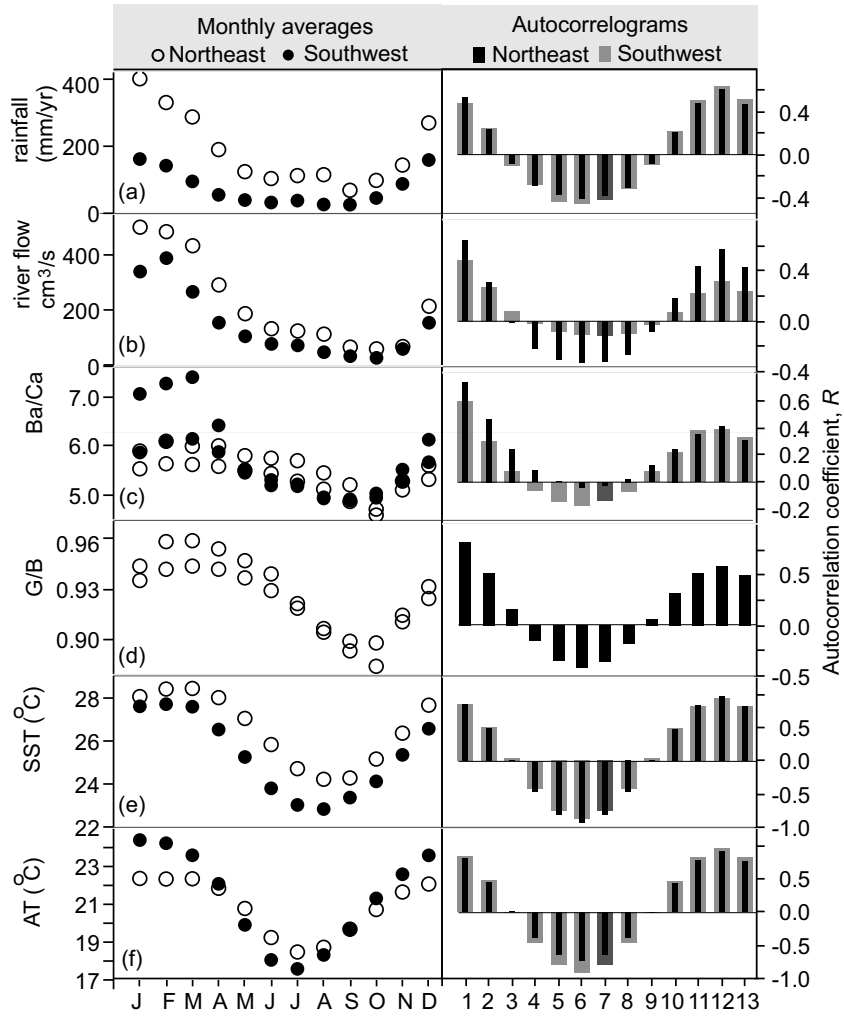 Monthly averages
Northeast Southwest
Autocorrelograms
Northeast Southwest
rainfall
(mm/yr)
400
200
0
(a)
0.4
0.0
-0.4
river flow
cm³/s
400
200
0
(b)
0.4
0.0
-0.4
Ba/Ca
7.0
6.0
5.0
(c)
0.6
0.4
0.2
0.0
-0.2
G/B
0.96
0.93
0.90
(d)
0.5
0.0
-0.5
SST (°C)
28
26
24
22
(e)
0.5
0.0
-0.5
-1.0
AT (°C)
23
21
19
18
17
(f)
0.5
0.0
-0.5
-1.0
Autocorrelation coefficient, R
J F M A M J J A S O N D
1 2 3 4 5 6 7 8 9 10 11 12 13